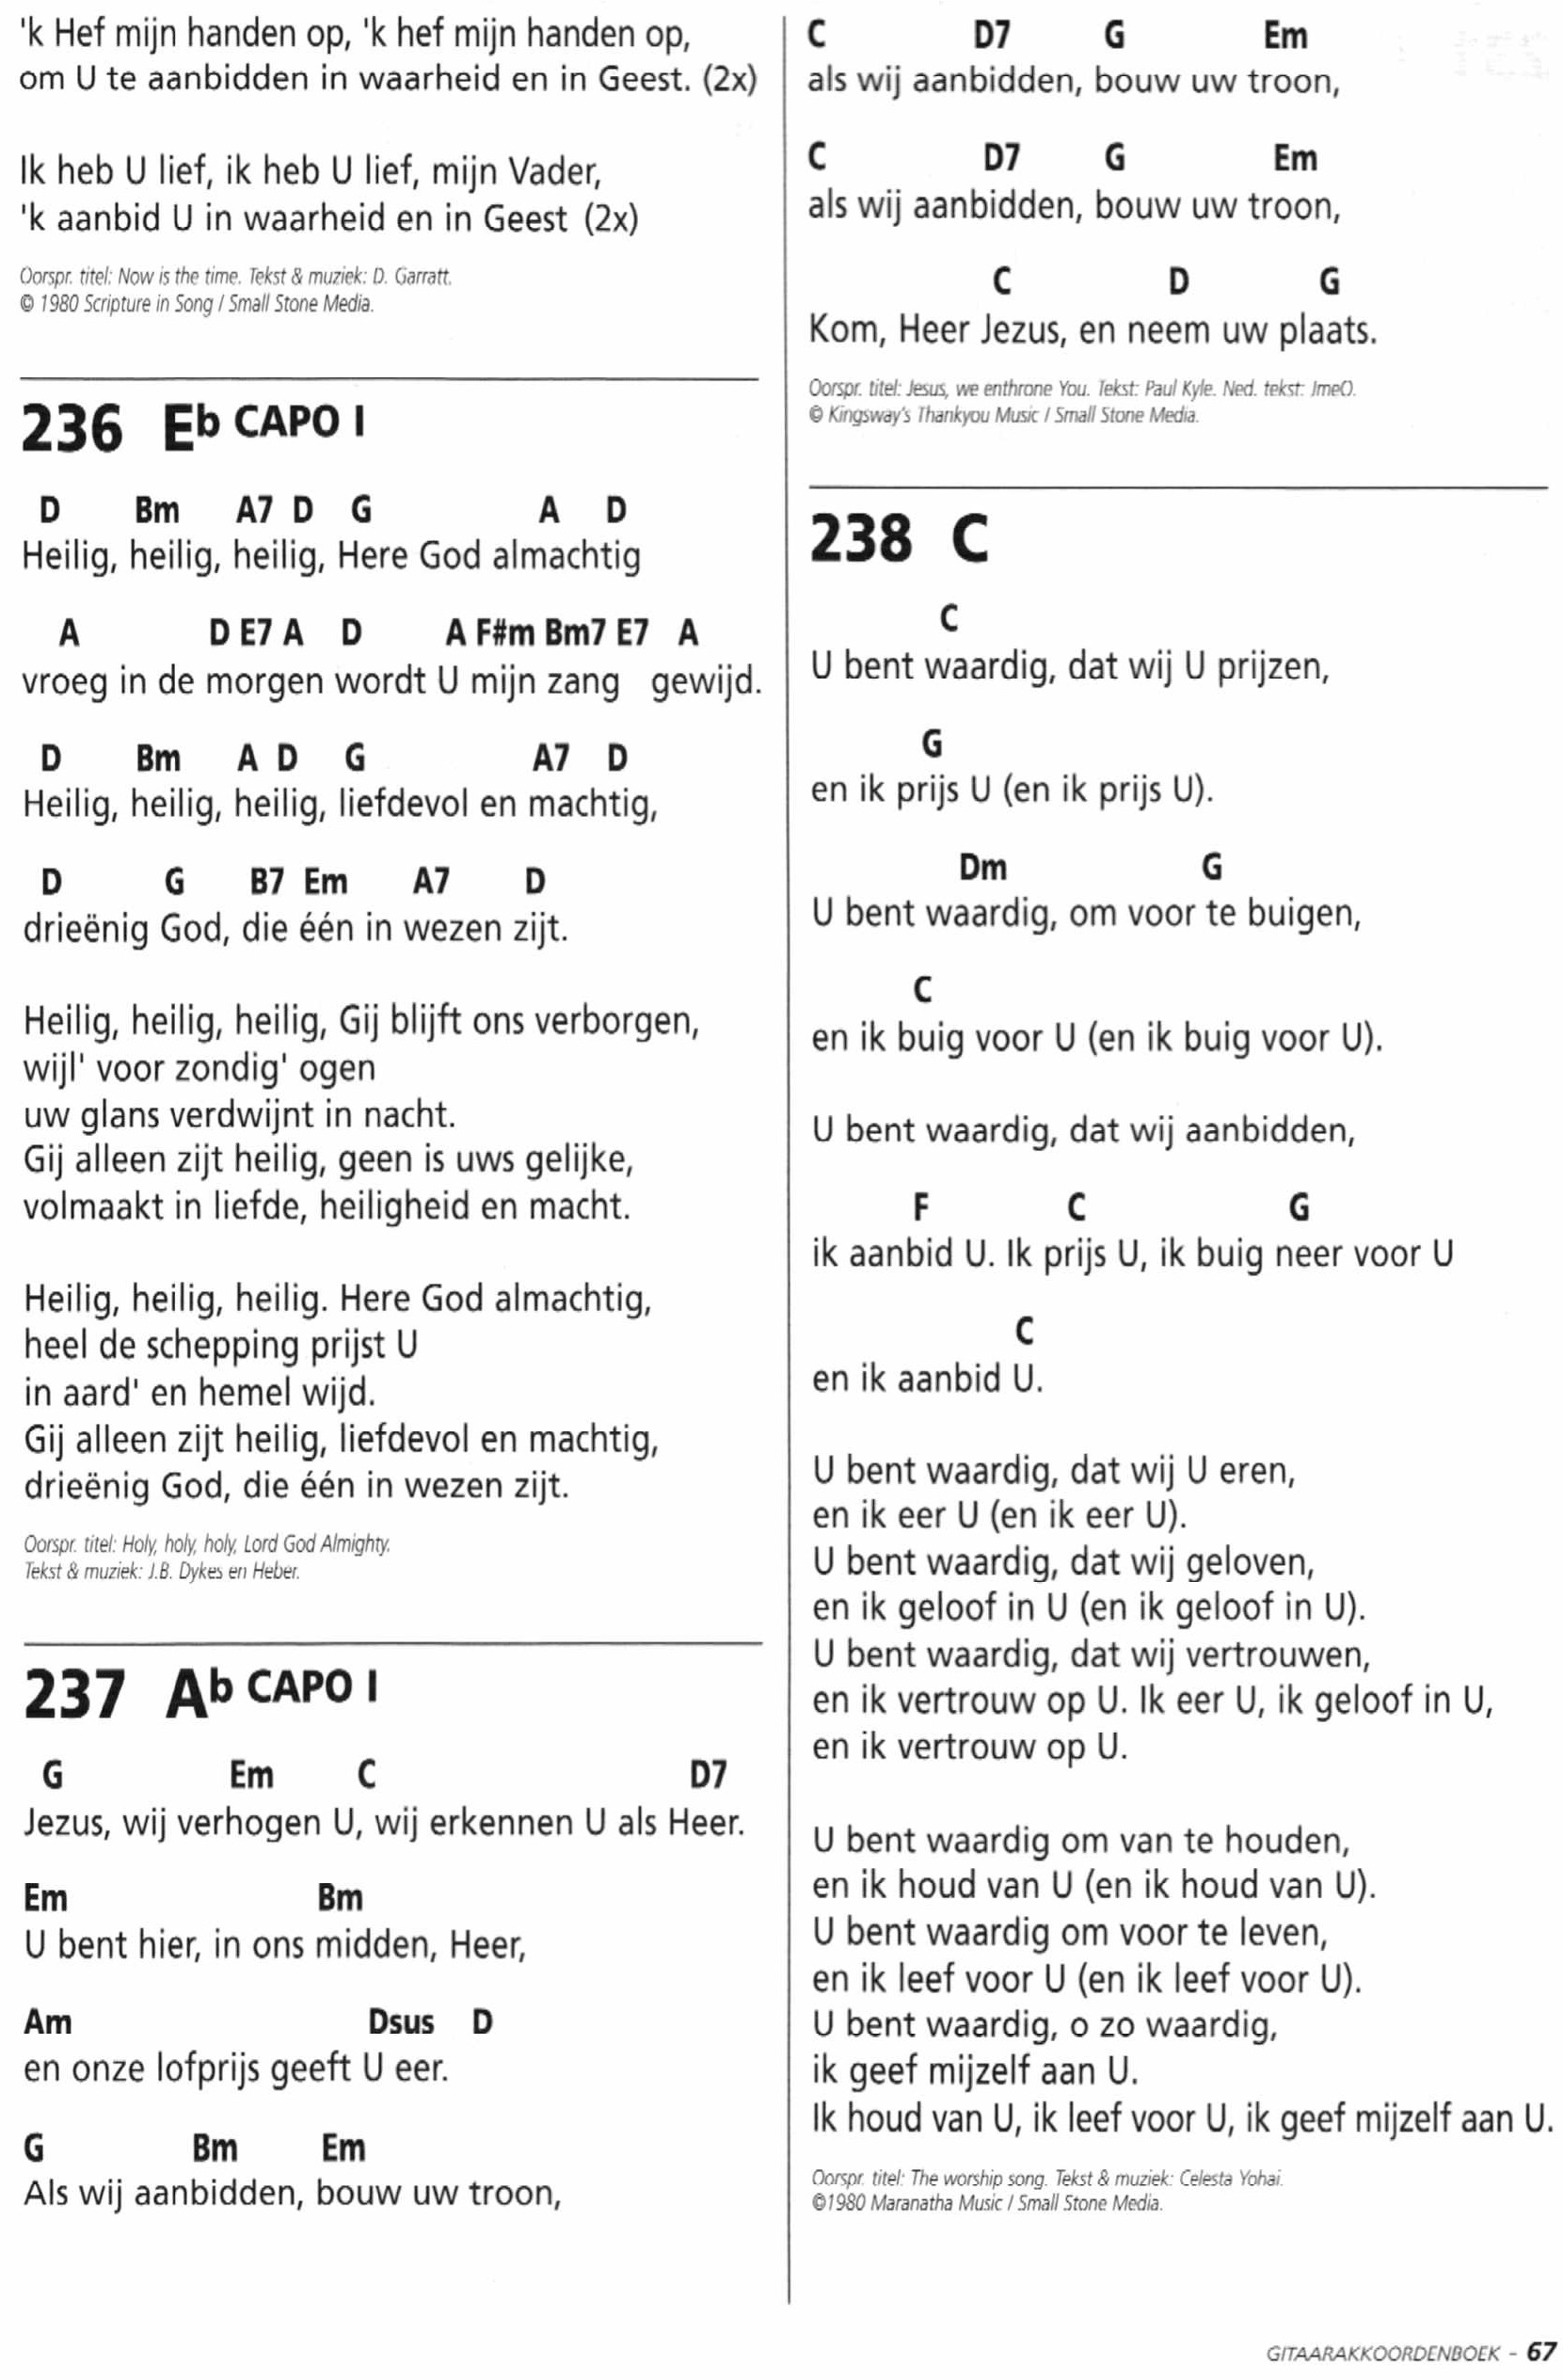 'k Hef mijn handen op, 'k hef mijn handen op,
om U te aanbidden in waarheid en in Geest. (2x)
Ik heb U lief, ik heb U lief, mijn Vader,
'k aanbid U in waarheid en in Geest (2x)
Oorspr. titel: Now is the time. Tekst & muziek: D. Garratt.
© 1980 Scripture in Song / Small Stone Media.
236 Eb CAPO I
D Bm A7 D G A D
Heilig, heilig, heilig, Here God almachtig
A D E7 A D A F#m Bm7 E7 A
vroeg in de morgen wordt U mijn zang gewijd.
D Bm A D G A7 D
Heilig, heilig, heilig, liefdevol en machtig,
D G B7 Em A7 D
drieënig God, die één in wezen zijt.
Heilig, heilig, heilig, Gij blijft ons verborgen,
wijl' voor zondig' ogen
uw glans verdwijnt in nacht.
Gij alleen zijt heilig, geen is uws gelijke,
volmaakt in liefde, heiligheid en macht.
Heilig, heilig, heilig. Here God almachtig,
heel de schepping prijst U
in aard' en hemel wijd.
Gij alleen zijt heilig, liefdevol en machtig,
drieënig God, die één in wezen zijt.
Oorspr. titel: Holy, holy, holy, Lord God Almighty.
Tekst & muziek: J.B. Dykes en Heber.
237 Ab CAPO I
G Em C D7
Jezus, wij verhogen U, wij erkennen U als Heer.
Em Bm
U bent hier, in ons midden, Heer,
Am Dsus D
en onze lofprijs geeft U eer.
G Bm Em
Als wij aanbidden, bouw uw troon,
C D7 G Em
als wij aanbidden, bouw uw troon,
C D7 G Em
als wij aanbidden, bouw uw troon,
C D G
Kom, Heer Jezus, en neem uw plaats.
Oorspr. titel: Jesus, we enthrone You. Tekst: Paul Kyle. Ned. tekst: JmeO.
© Kingsway's Thankyou Music / Small Stone Media.
238 C
C
U bent waardig, dat wij U prijzen,
G
en ik prijs U (en ik prijs U).
Dm G
U bent waardig, om voor te buigen,
C
en ik buig voor U (en ik buig voor U).
U bent waardig, dat wij aanbidden,
F C G
ik aanbid U. Ik prijs U, ik buig neer voor U
C
en ik aanbid U.
U bent waardig, dat wij U eren,
en ik eer U (en ik eer U).
U bent waardig, dat wij geloven,
en ik geloof in U (en ik geloof in U).
U bent waardig, dat wij vertrouwen,
en ik vertrouw op U. Ik eer U, ik geloof in U,
en ik vertrouw op U.
U bent waardig om van te houden,
en ik houd van U (en ik houd van U).
U bent waardig om voor te leven,
en ik leef voor U (en ik leef voor U).
U bent waardig, o zo waardig,
ik geef mijzelf aan U.
Ik houd van U, ik leef voor U, ik geef mijzelf aan U.
Oorspr. titel: The worship song. Tekst & muziek: Celesta Yohai.
©1980 Maranatha Music / Small Stone Media.
GITAARAKKOORDENBOEK - 67